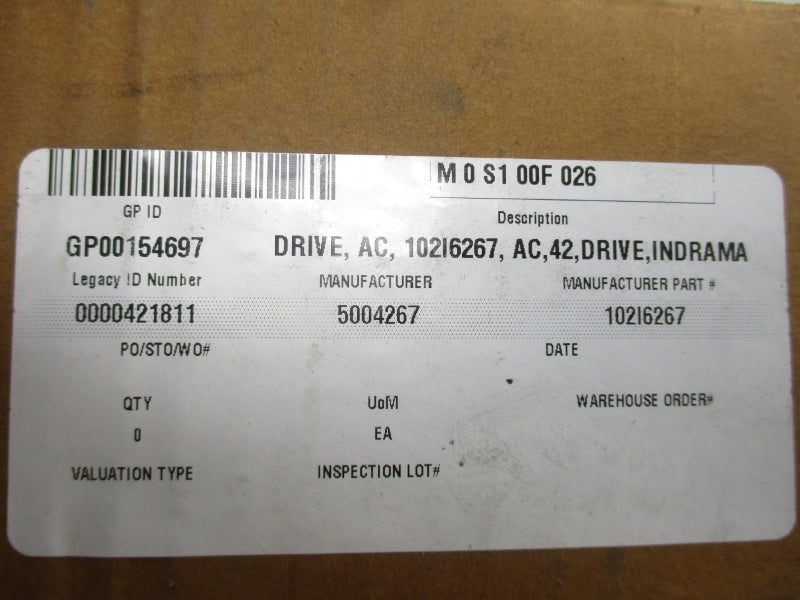 M 0 S1 00F 026
GP ID Description
GP00154697 DRIVE, AC, 102I6267, AC,42,DRIVE,INDRAMA
Legacy ID Number MANUFACTURER MANUFACTURER PART #
0000421811 5004267 102I6267
PO/STO/WO# DATE
QTY UoM WAREHOUSE ORDER#
0 EA
VALUATION TYPE INSPECTION LOT#